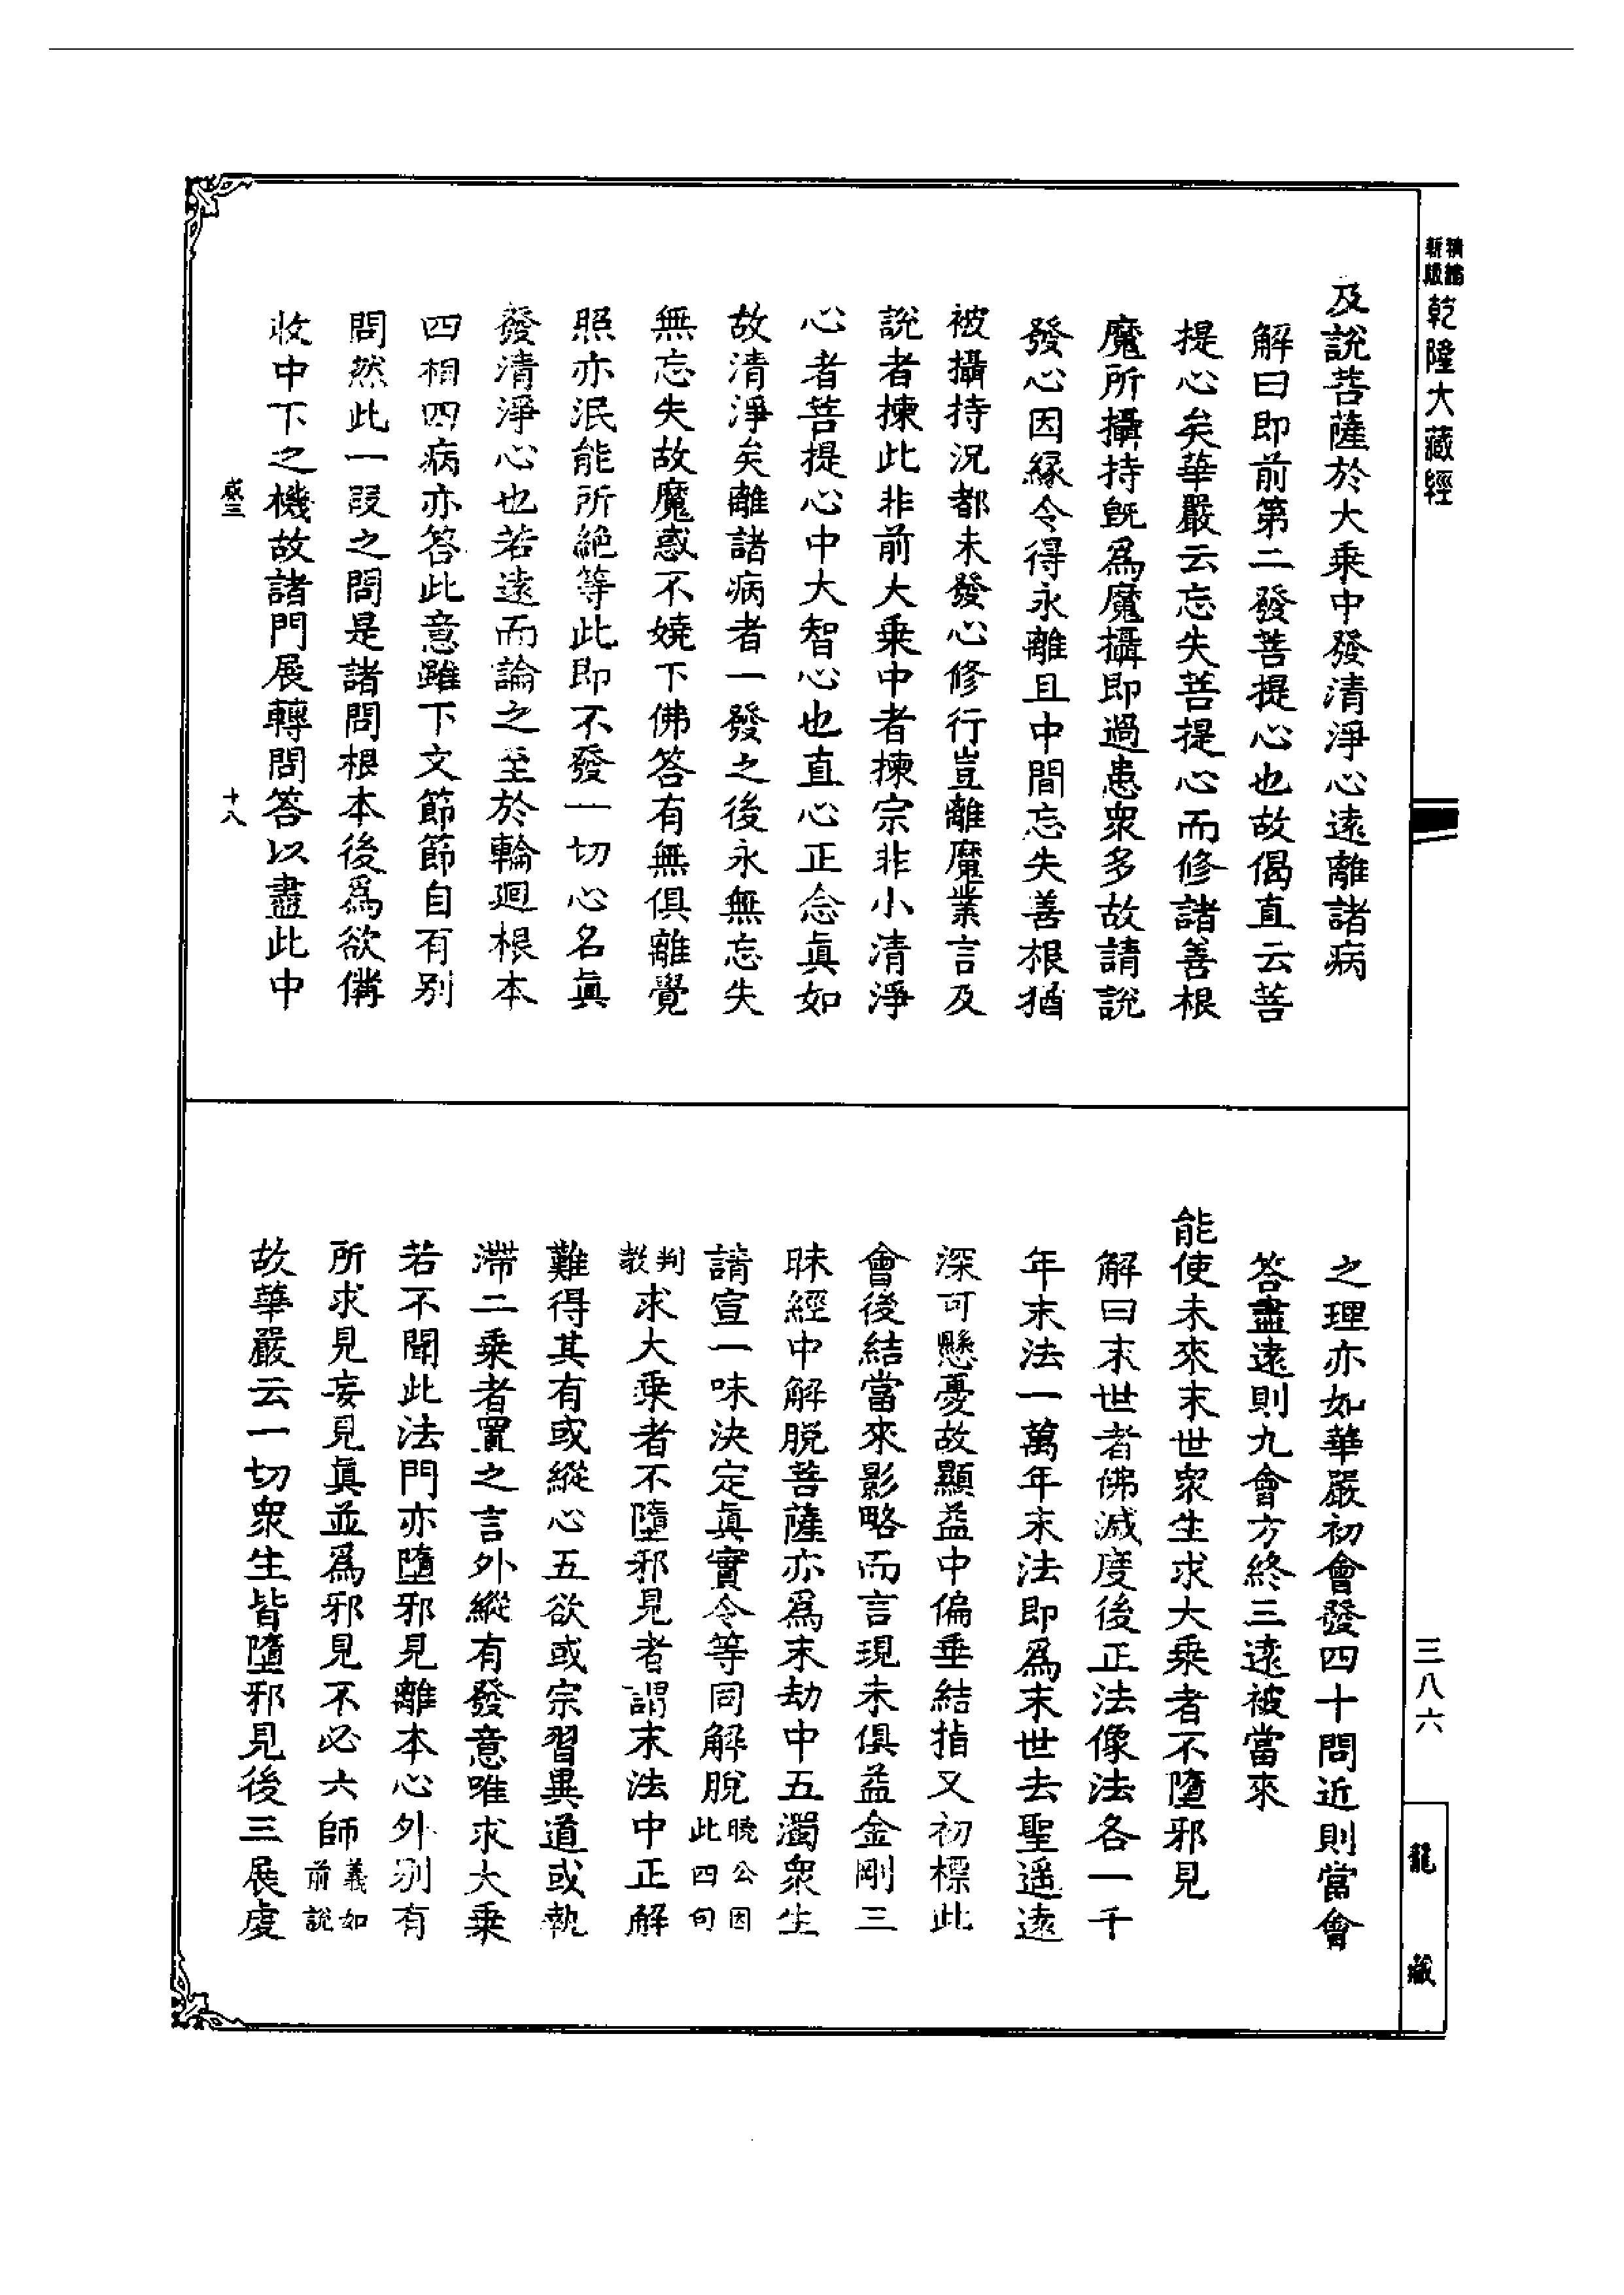 精縮新版乾隆大藏經
及說菩薩於大乘中發清淨心遠離諸病
解曰即前第二發菩提心也故偈直云菩
提心矣華嚴云忘失菩提心而修諸善根
魔所攝持旣爲魔攝即過患衆多故請說
發心因緣令得永離且中間忘失善根猶
被攝持況都未發心修行豈離魔業言及
說者揀此非前大乘中者揀宗非小清淨
心者菩提心中大智心也直心正念眞如
故清淨矣離諸病者一發之後永無忘失
無忘失故魔惑不嬈下佛答有無俱離覺
照亦泯能所絶等此即不發一切心名眞
發清淨心也若遠而論之至於輪迴根本
四相四病亦答此意雖下文節節自有別
問然此一段之問是諸問根本後爲欲備
收中下之機故諸門展轉問答以盡此中
感三
十八
之理亦如華嚴初會發四十問近則當會
答盡遠則九會方終三遠被當來
能使未來末世衆生求大乘者不墮邪見
解曰末世者佛滅度後正法像法各一千
年末法一萬年末法即爲末世去聖遥遠
深可懸憂故顯益中偏垂結指又初標此
會後結當來影略而言現未俱益金剛三
昧經中解脱菩薩亦爲末劫中五濁衆生
請宣一味決定眞實令等同解脫曉公因此四句
判教求大乘者不墮邪見者謂末法中正解
難得其有或縱心五欲或宗習異道或執
滯二乘者置之言外縱有發意唯求大乘
若不聞此法門亦墮邪見離本心外别有
所求見妄見眞並爲邪見不必六師義如前說
故華嚴云一切衆生皆墮邪見後三展虔
三八六
龍藏